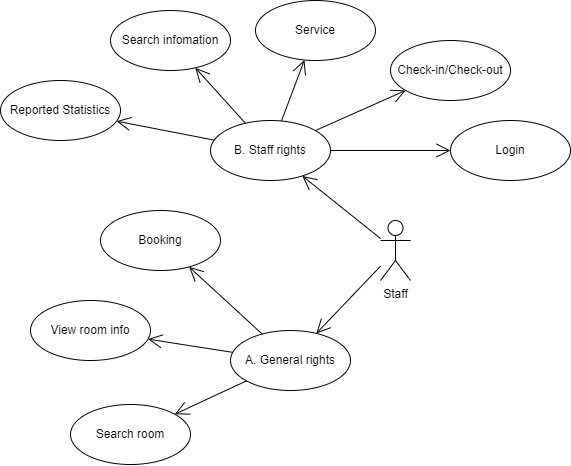 Service
Search infomation
Check-in/Check-out
Reported Statistics
B. Staff rights
Login
Booking
Staff
View room info
A. General rights
Search room